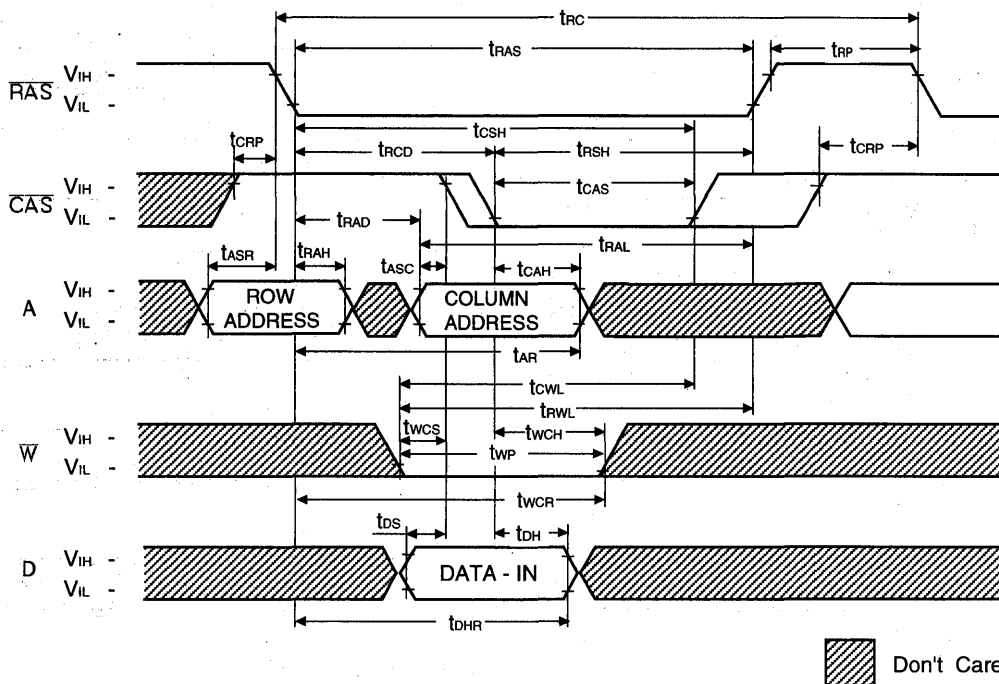 tRC
tRAS
tRP
RAS
VIH -
VIL -
tCSH
tCRP
tRCD
tRSH
tCRP
CAS
VIH -
VIL -
tCAS
tRAD
tRAL
tASR
tRAH
tASC
tCAH
A
VIH -
VIL -
ROW
ADDRESS
COLUMN
ADDRESS
tAR
tCWL
tRWL
W
VIH -
VIL -
tWCS
tWCH
tWP
tWCR
tDS
tDH
D
VIH -
VIL -
DATA - IN
tDHR
Don't Care